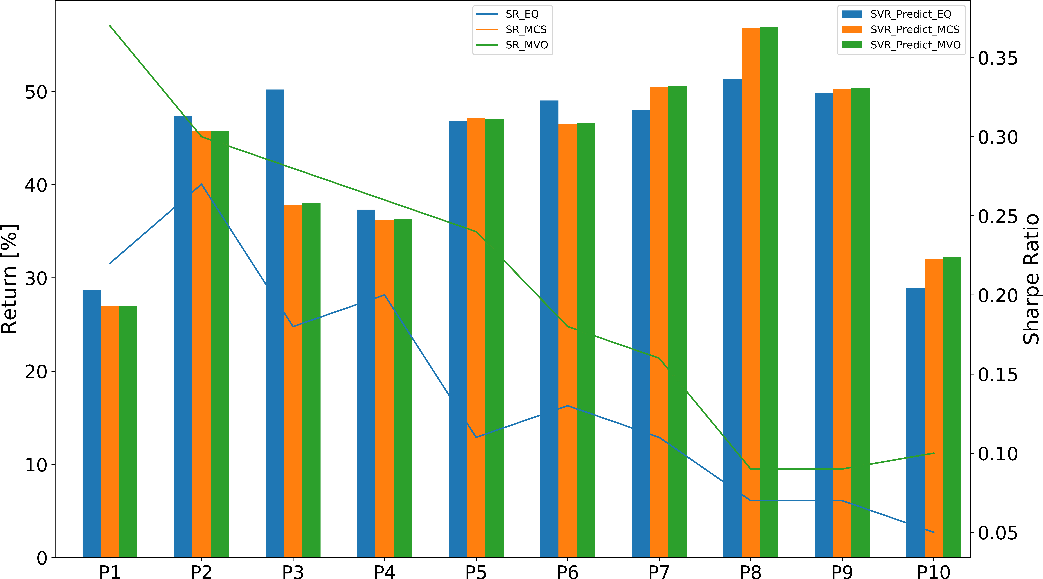 SR_EQ
SR_MCS
SR_MVO
SVR_Predict_EQ
SVR_Predict_MCS
SVR_Predict_MVO
Return [%]
50
40
30
20
10
0
P1 P2 P3 P4 P5 P6 P7 P8 P9 P10
0.35
0.30
0.25
0.20
0.15
0.10
0.05
Sharpe Ratio